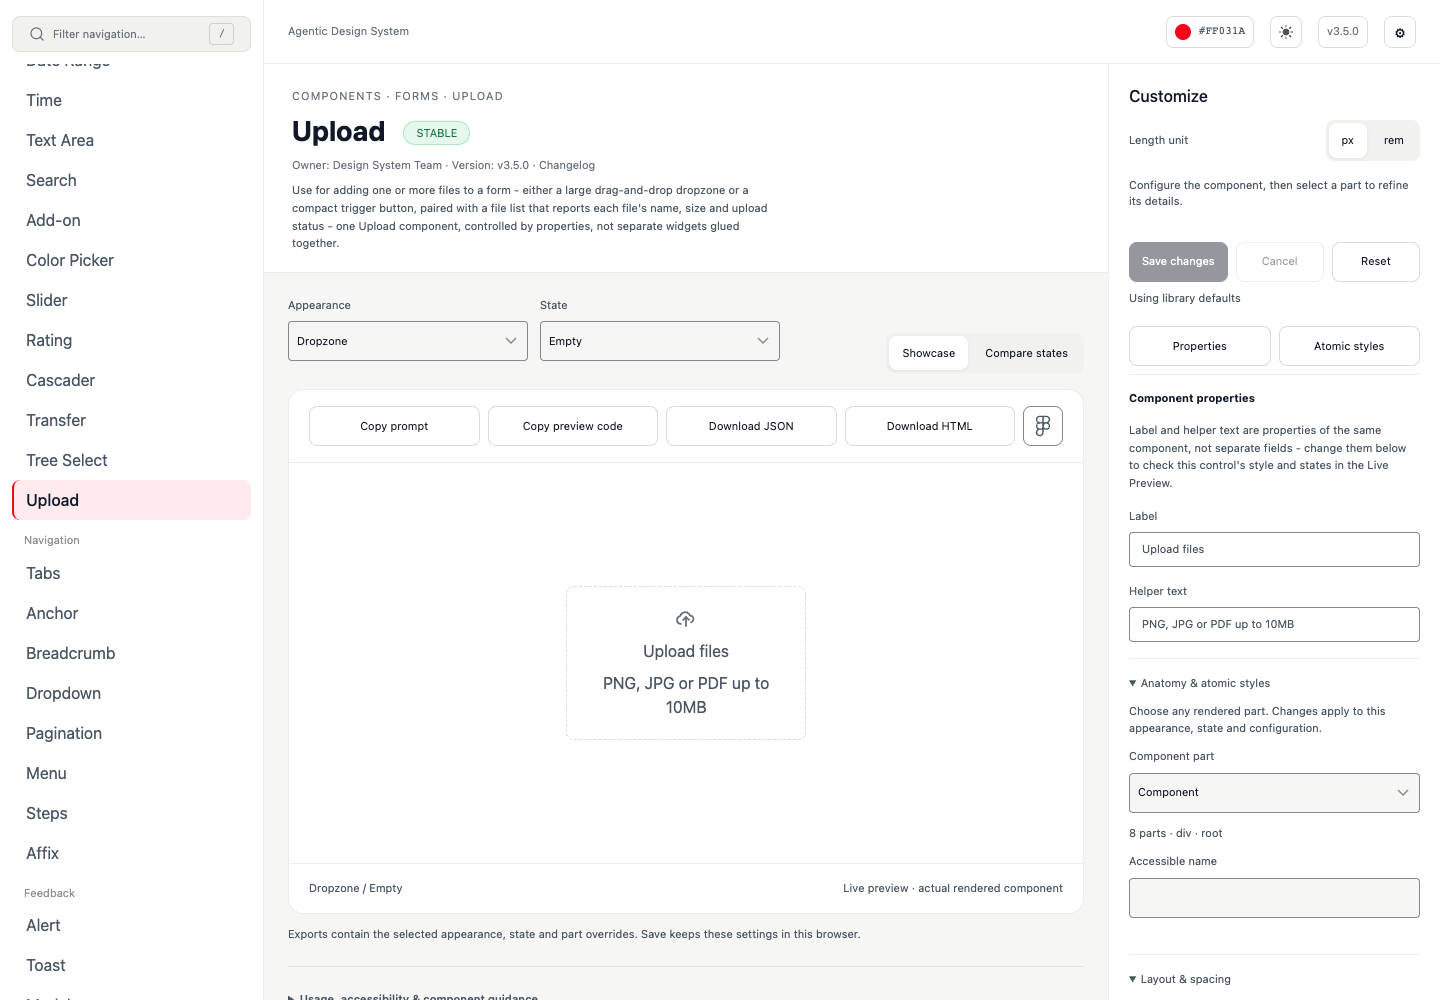 Filter navigation...
/
Date Range
Time
Text Area
Search
Add-on
Color Picker
Slider
Rating
Cascader
Transfer
Tree Select
Upload
Navigation
Tabs
Anchor
Breadcrumb
Dropdown
Pagination
Menu
Steps
Affix
Feedback
Alert
Toast
Agentic Design System
#FF031A
v3.5.0
COMPONENTS · FORMS · UPLOAD
Upload
STABLE
Owner: Design System Team · Version: v3.5.0 · Changelog
Use for adding one or more files to a form - either a large drag-and-drop dropzone or a
compact trigger button, paired with a file list that reports each file's name, size and upload
status - one Upload component, controlled by properties, not separate widgets glued
together.
Appearance
State
Dropzone
Empty
Showcase
Compare states
Copy prompt
Copy preview code
Download JSON
Download HTML
Upload files
PNG, JPG or PDF up to
10MB
Dropzone / Empty
Live preview · actual rendered component
Exports contain the selected appearance, state and part overrides. Save keeps these settings in this browser.
Usage, accessibility & component guidance
Customize
Length unit
px
rem
Configure the component, then select a part to refine
its details.
Save changes
Cancel
Reset
Using library defaults
Properties
Atomic styles
Component properties
Label and helper text are properties of the same
component, not separate fields - change them below
to check this control's style and states in the Live
Preview.
Label
Upload files
Helper text
PNG, JPG or PDF up to 10MB
Anatomy & atomic styles
Choose any rendered part. Changes apply to this
appearance, state and configuration.
Component part
Component
8 parts · div · root
Accessible name
Layout & spacing